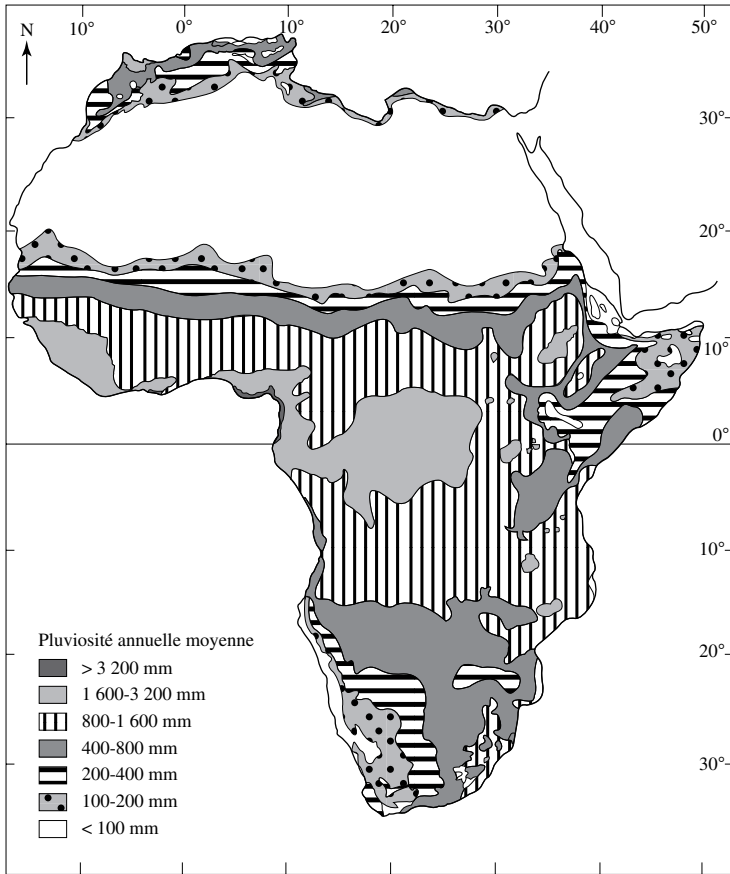 N
10° 0° 10° 20° 30° 40° 50°
30°
20°
10°
0°
10°
20°
30°
Pluviosité annuelle moyenne
> 3 200 mm
1 600-3 200 mm
800-1 600 mm
400-800 mm
200-400 mm
100-200 mm
< 100 mm